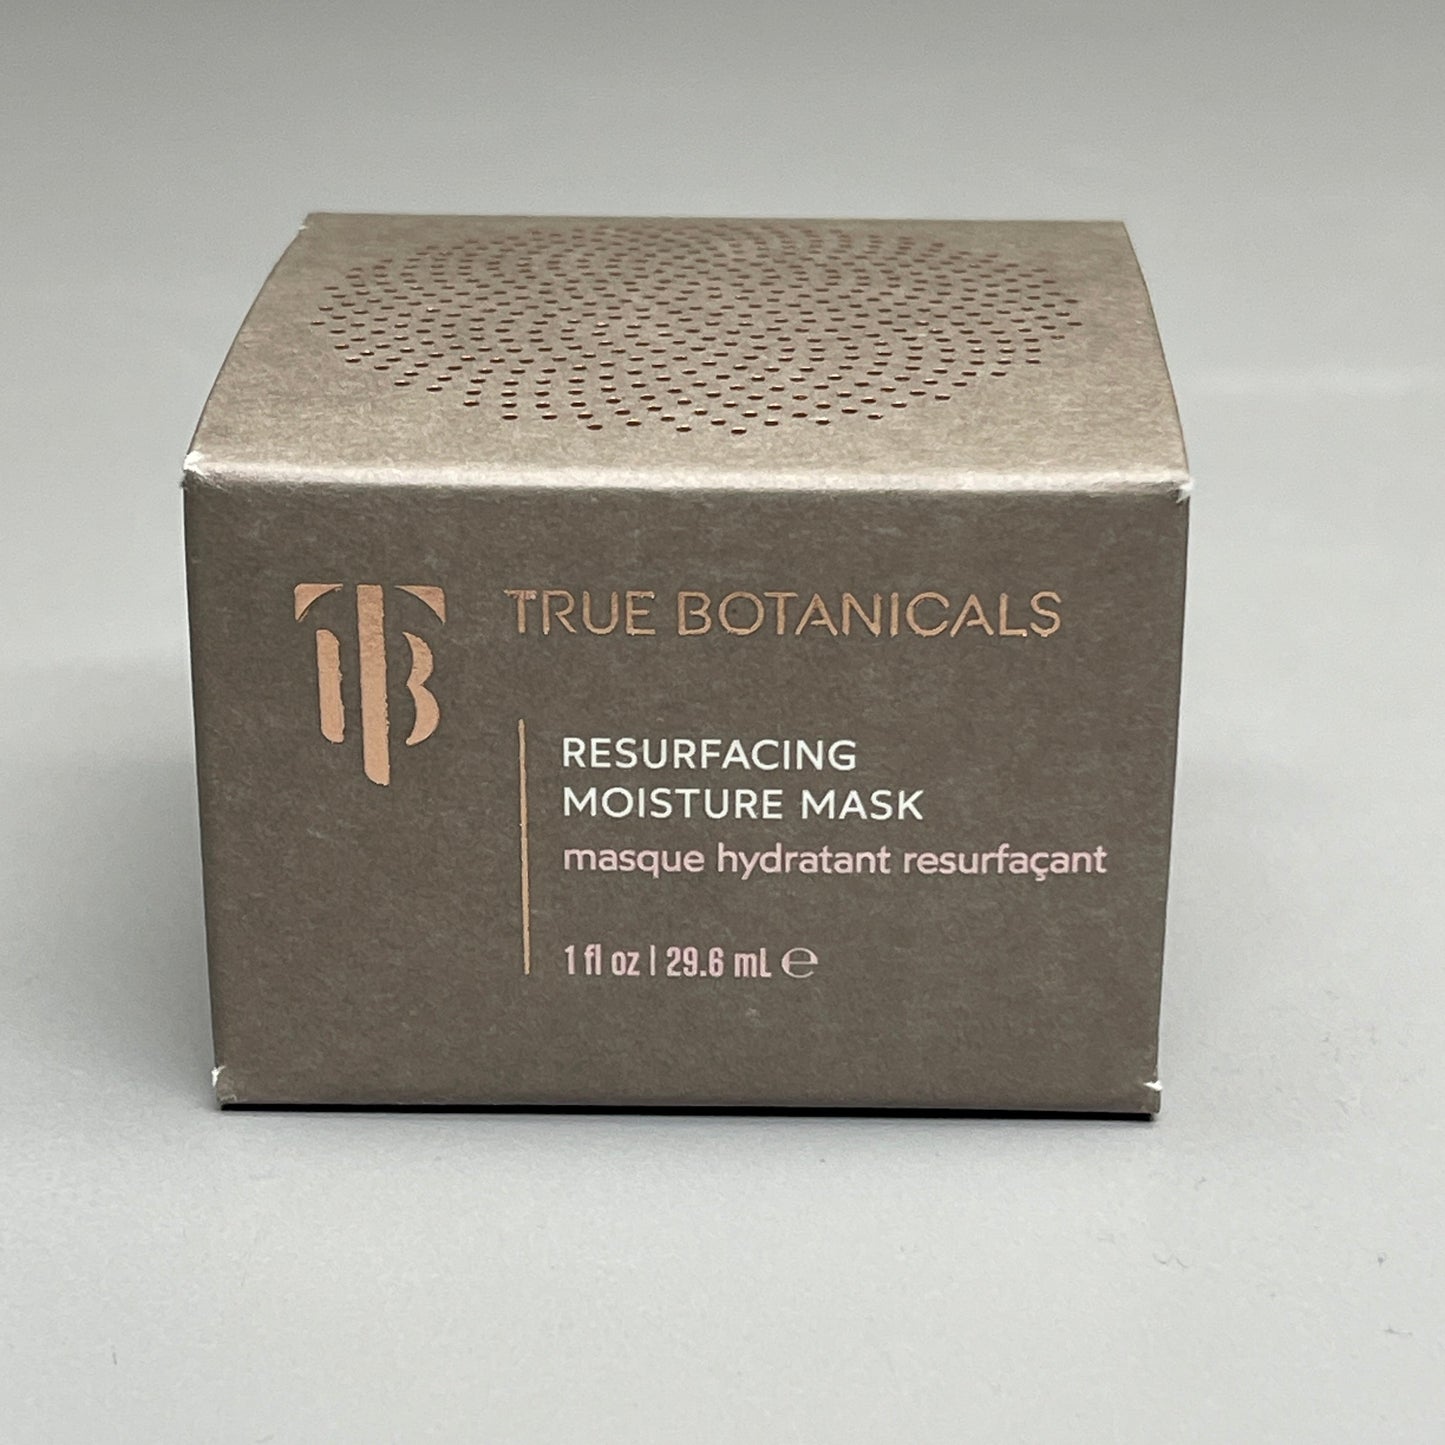 TB
TRUE BOTANICALS
RESURFACING
MOISTURE MASK
masque hydratant resurfaçant
1 fl oz | 29.6 mL ℮